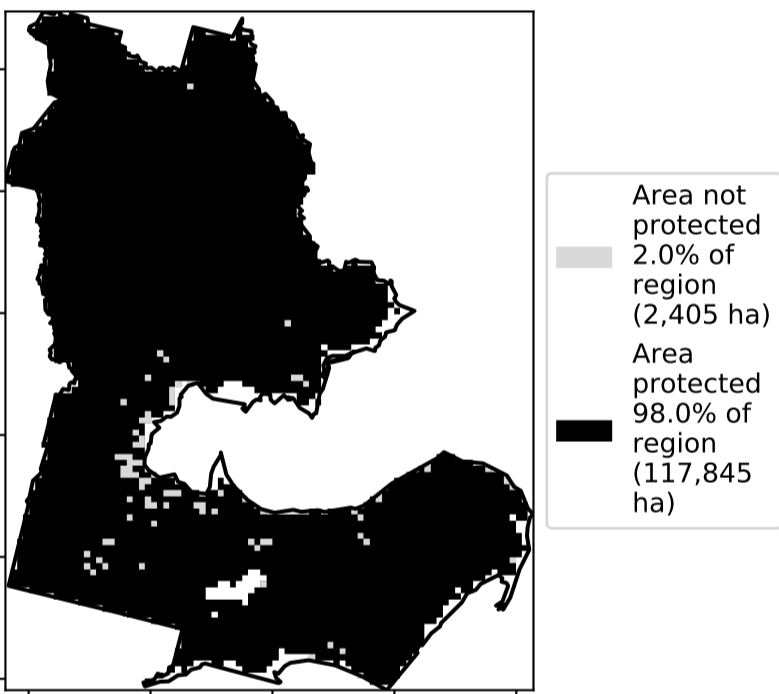 Area not
protected
2.0% of
region
(2,405 ha)
Area
protected
98.0% of
region
(117,845
ha)